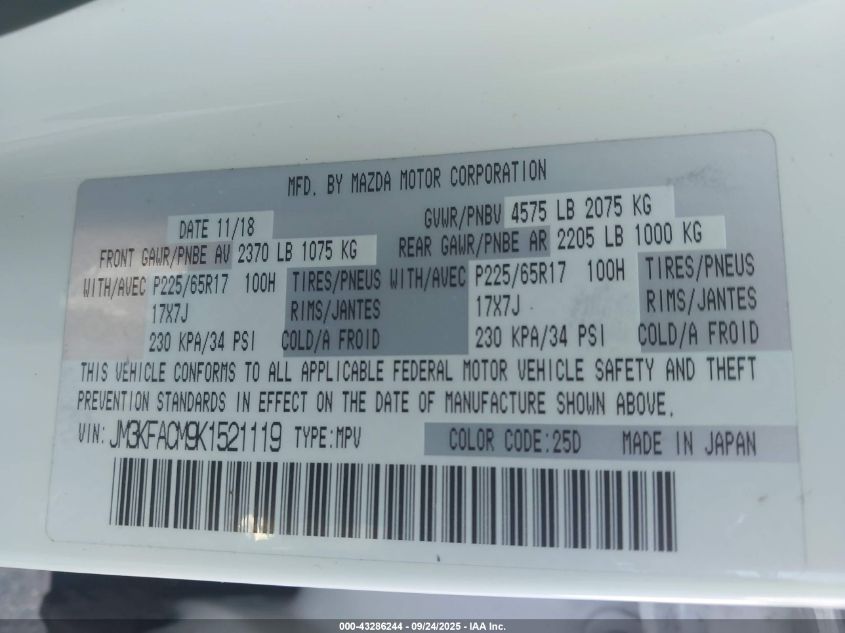 MFD. BY MAZDA MOTOR CORPORATION
DATE 11/18 GVWR/PNBV 4575 LB 2075 KG
FRONT GAWR/PNBE AV 2370 LB 1075 KG REAR GAWR/PNBE AR 2205 LB 1000 KG
WITH/AVEC P225/65R17 100H TIRES/PNEUS WITH/AVEC P225/65R17 100H TIRES/PNEUS
17X7J RIMS/JANTES 17X7J RIMS/JANTES
230 KPA/34 PSI COLD/A FROID 230 KPA/34 PSI COLD/A FROID
THIS VEHICLE CONFORMS TO ALL APPLICABLE FEDERAL MOTOR VEHICLE SAFETY AND THEFT
PREVENTION STANDARDS IN EFFECT ON THE DATE OF MANUFACTURE SHOWN ABOVE.
VIN: JM3KFACM9K1521119 TYPE:MPV COLOR CODE:25D MADE IN JAPAN
000-43286244 - 09/24/2025 - IAA Inc.